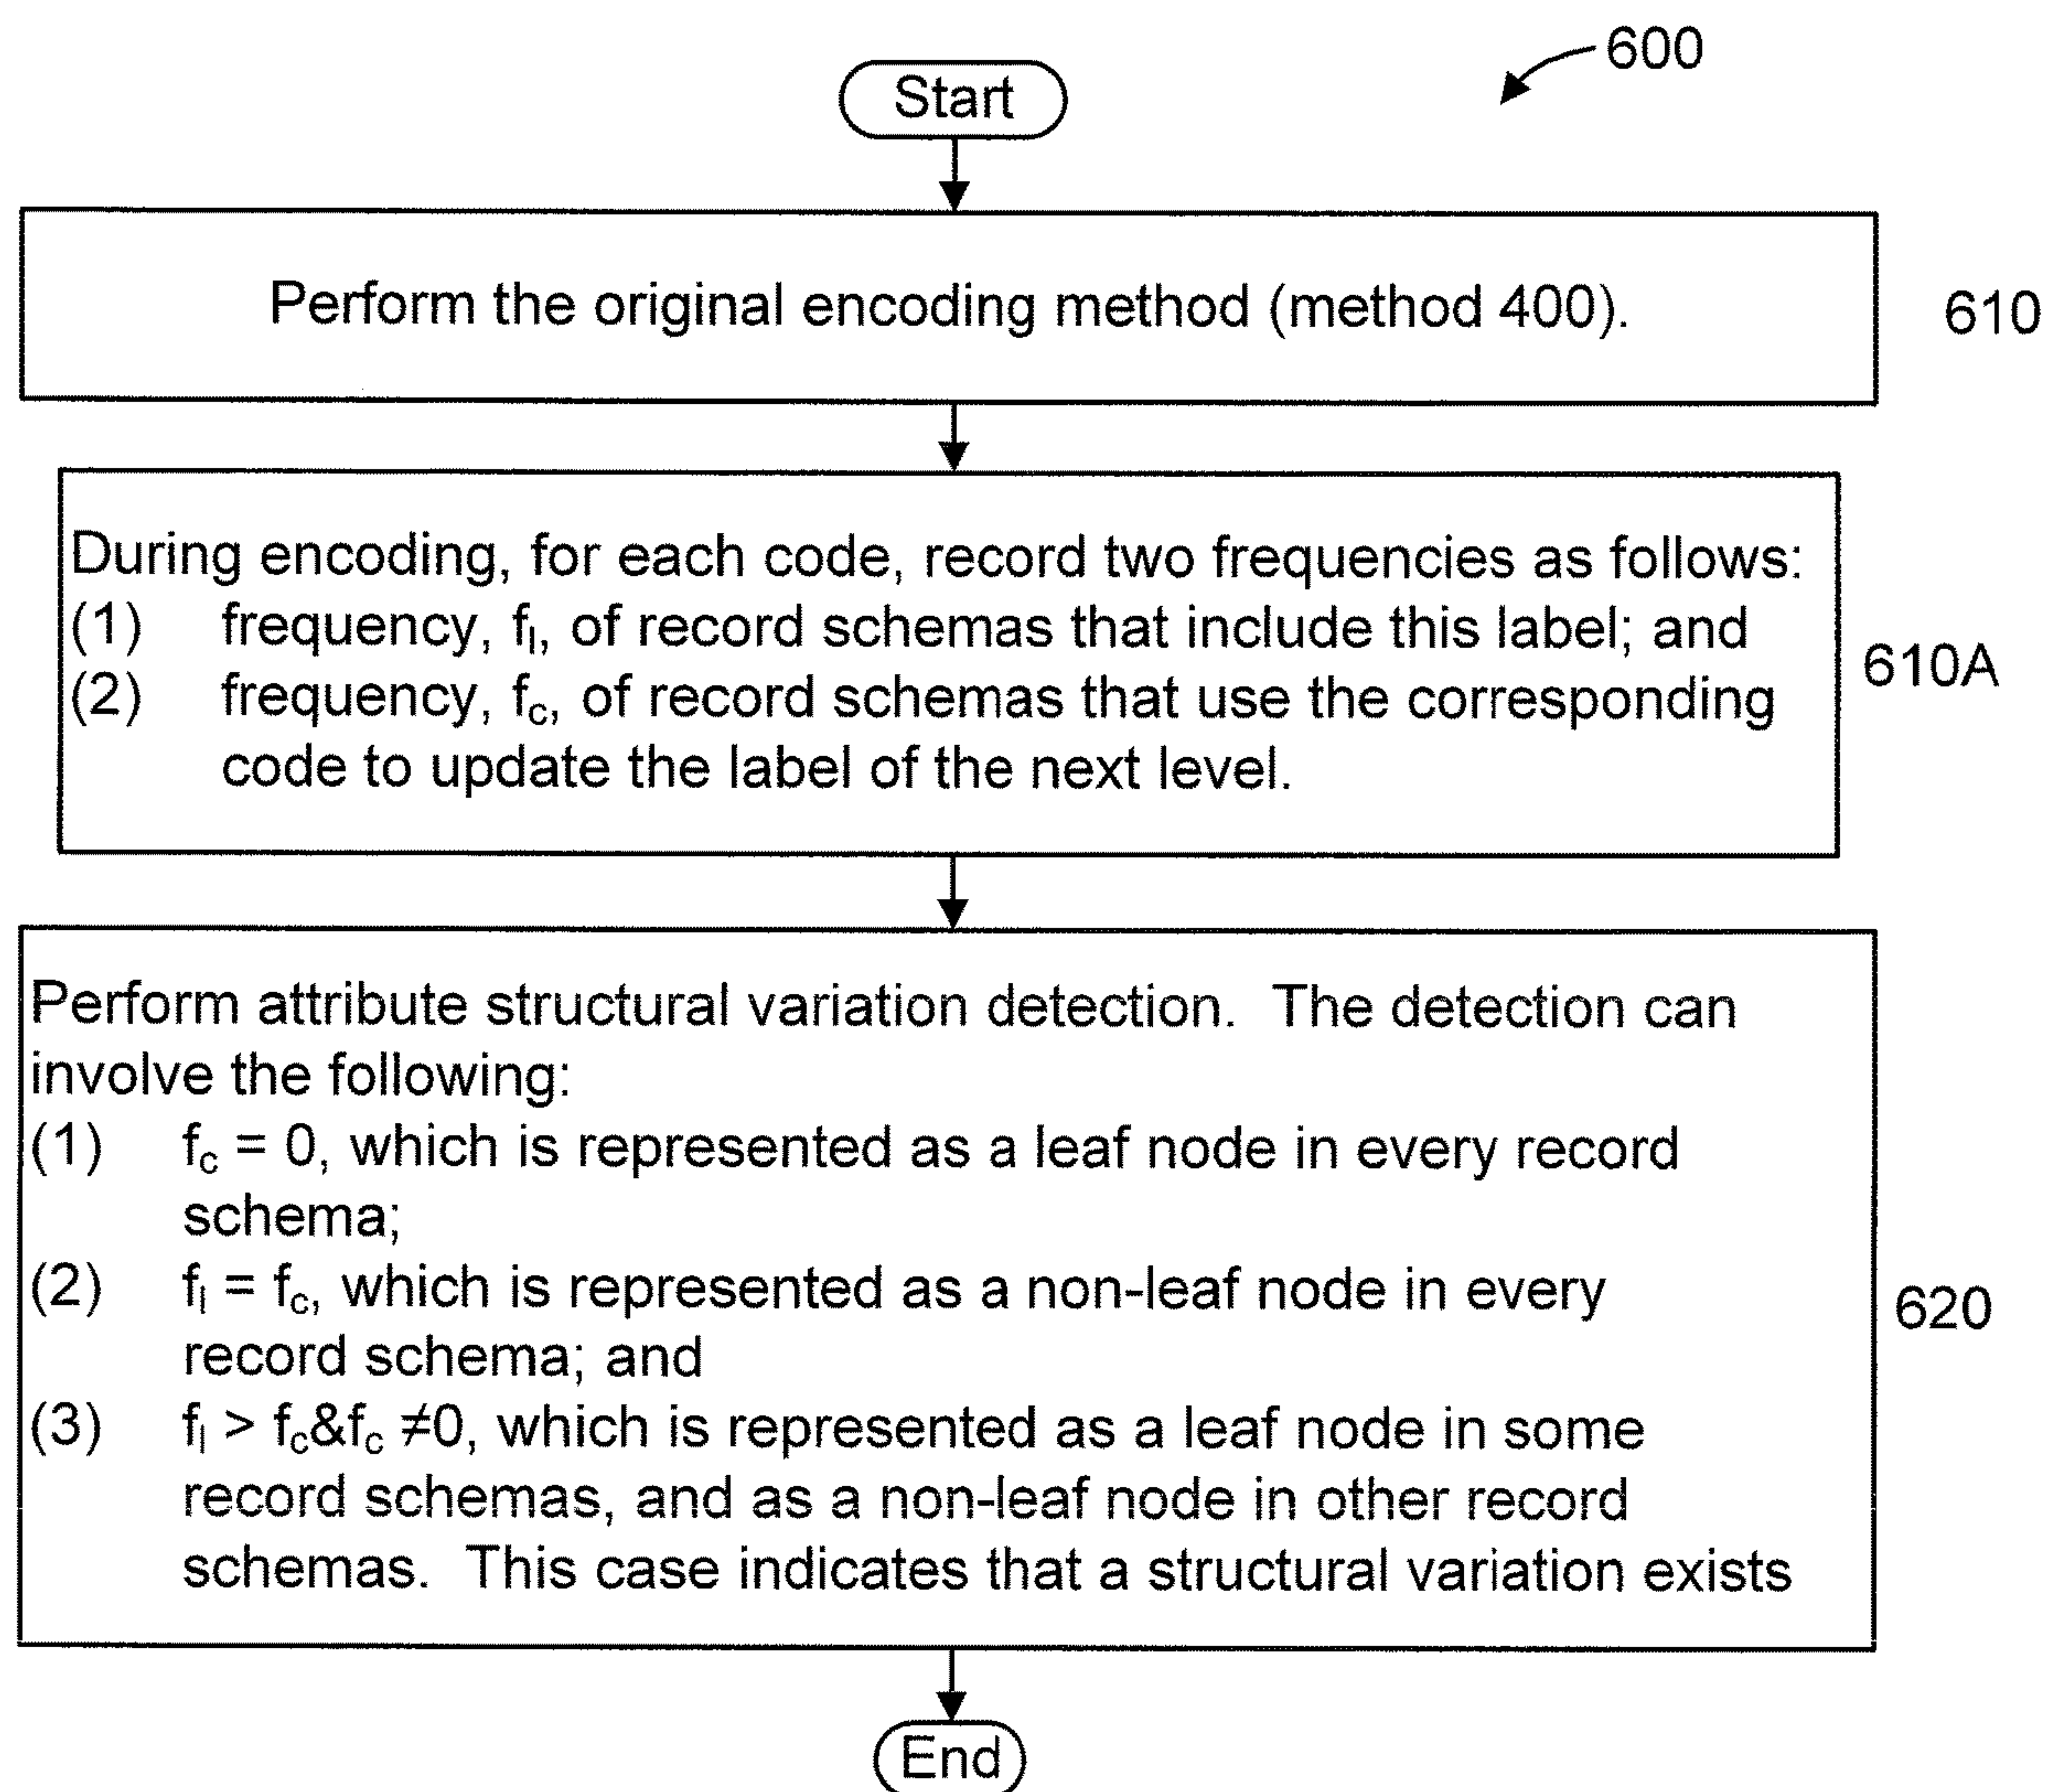 600
Start
Perform the original encoding method (method 400).
610
During encoding, for each code, record two frequencies as follows:
(1) frequency, fl, of record schemas that include this label; and
(2) frequency, fc, of record schemas that use the corresponding
code to update the label of the next level.
610A
Perform attribute structural variation detection. The detection can
involve the following:
(1) fc = 0, which is represented as a leaf node in every record
schema;
(2) fl = fc, which is represented as a non-leaf node in every
record schema; and
(3) fl > fc&fc ≠0, which is represented as a leaf node in some
record schemas, and as a non-leaf node in other record
schemas. This case indicates that a structural variation exists
620
End